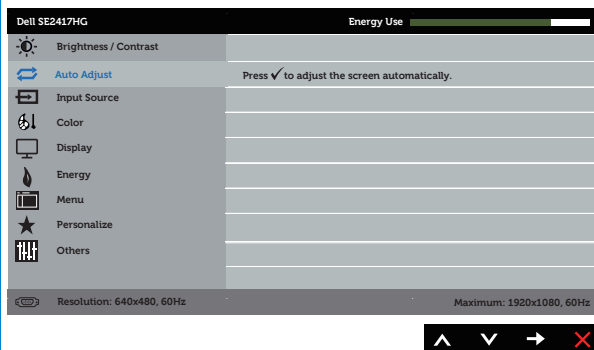 Dell SE2417HG Energy Use
Brightness / Contrast
Auto Adjust Press ✓ to adjust the screen automatically.
Input Source
Color
Display
Energy
Menu
Personalize
Others
Resolution: 640x480, 60Hz Maximum: 1920x1080, 60Hz